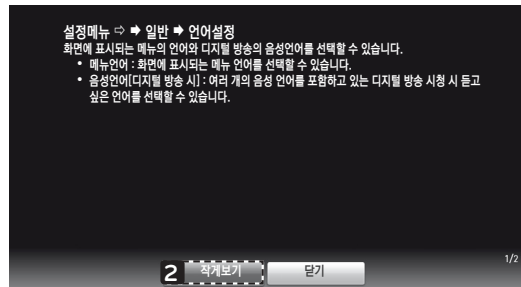 설정메뉴 ⇨ ➡ 일반 ➡ 언어설정
화면에 표시되는 메뉴의 언어와 디지털 방송의 음성언어를 선택할 수 있습니다.
• 메뉴언어 : 화면에 표시되는 메뉴 언어를 선택할 수 있습니다.
• 음성언어[디지털 방송 시] : 여러 개의 음성 언어를 포함하고 있는 디지털 방송 시청 시 듣고
싶은 언어를 선택할 수 있습니다.
1/2
2 작게보기 닫기